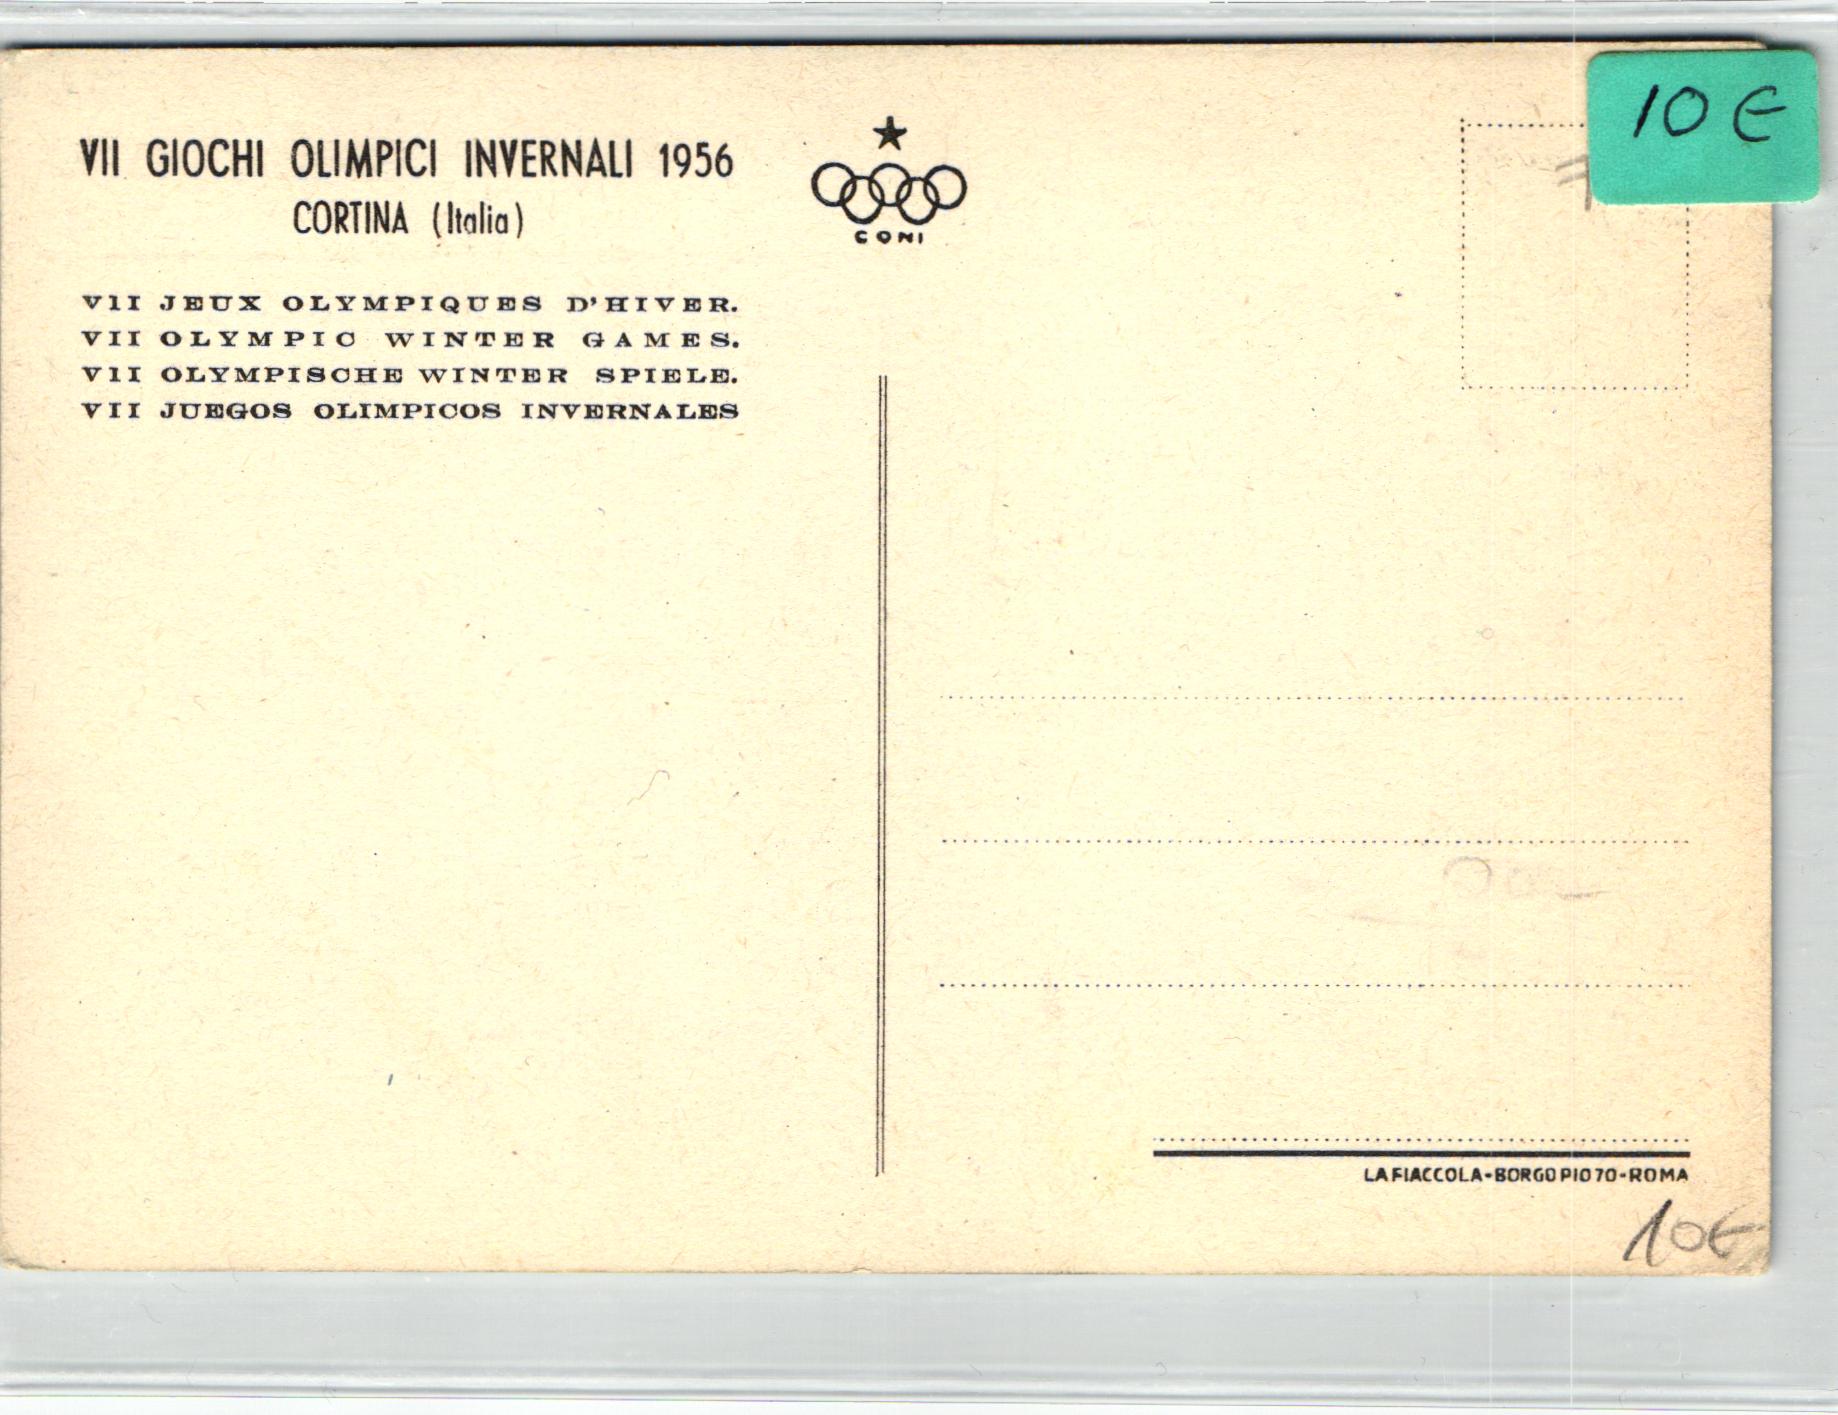 VII GIOCHI OLIMPICI INVERNALI 1956
CORTINA (Italia)
CONI
VII JEUX OLYMPIQUES D'HIVER.
VII OLYMPIC WINTER GAMES.
VII OLYMPISCHE WINTER SPIELE.
VII JUEGOS OLIMPICOS INVERNALES
10 €
LA FIACCOLA-BORGO PIO 70-ROMA
10€